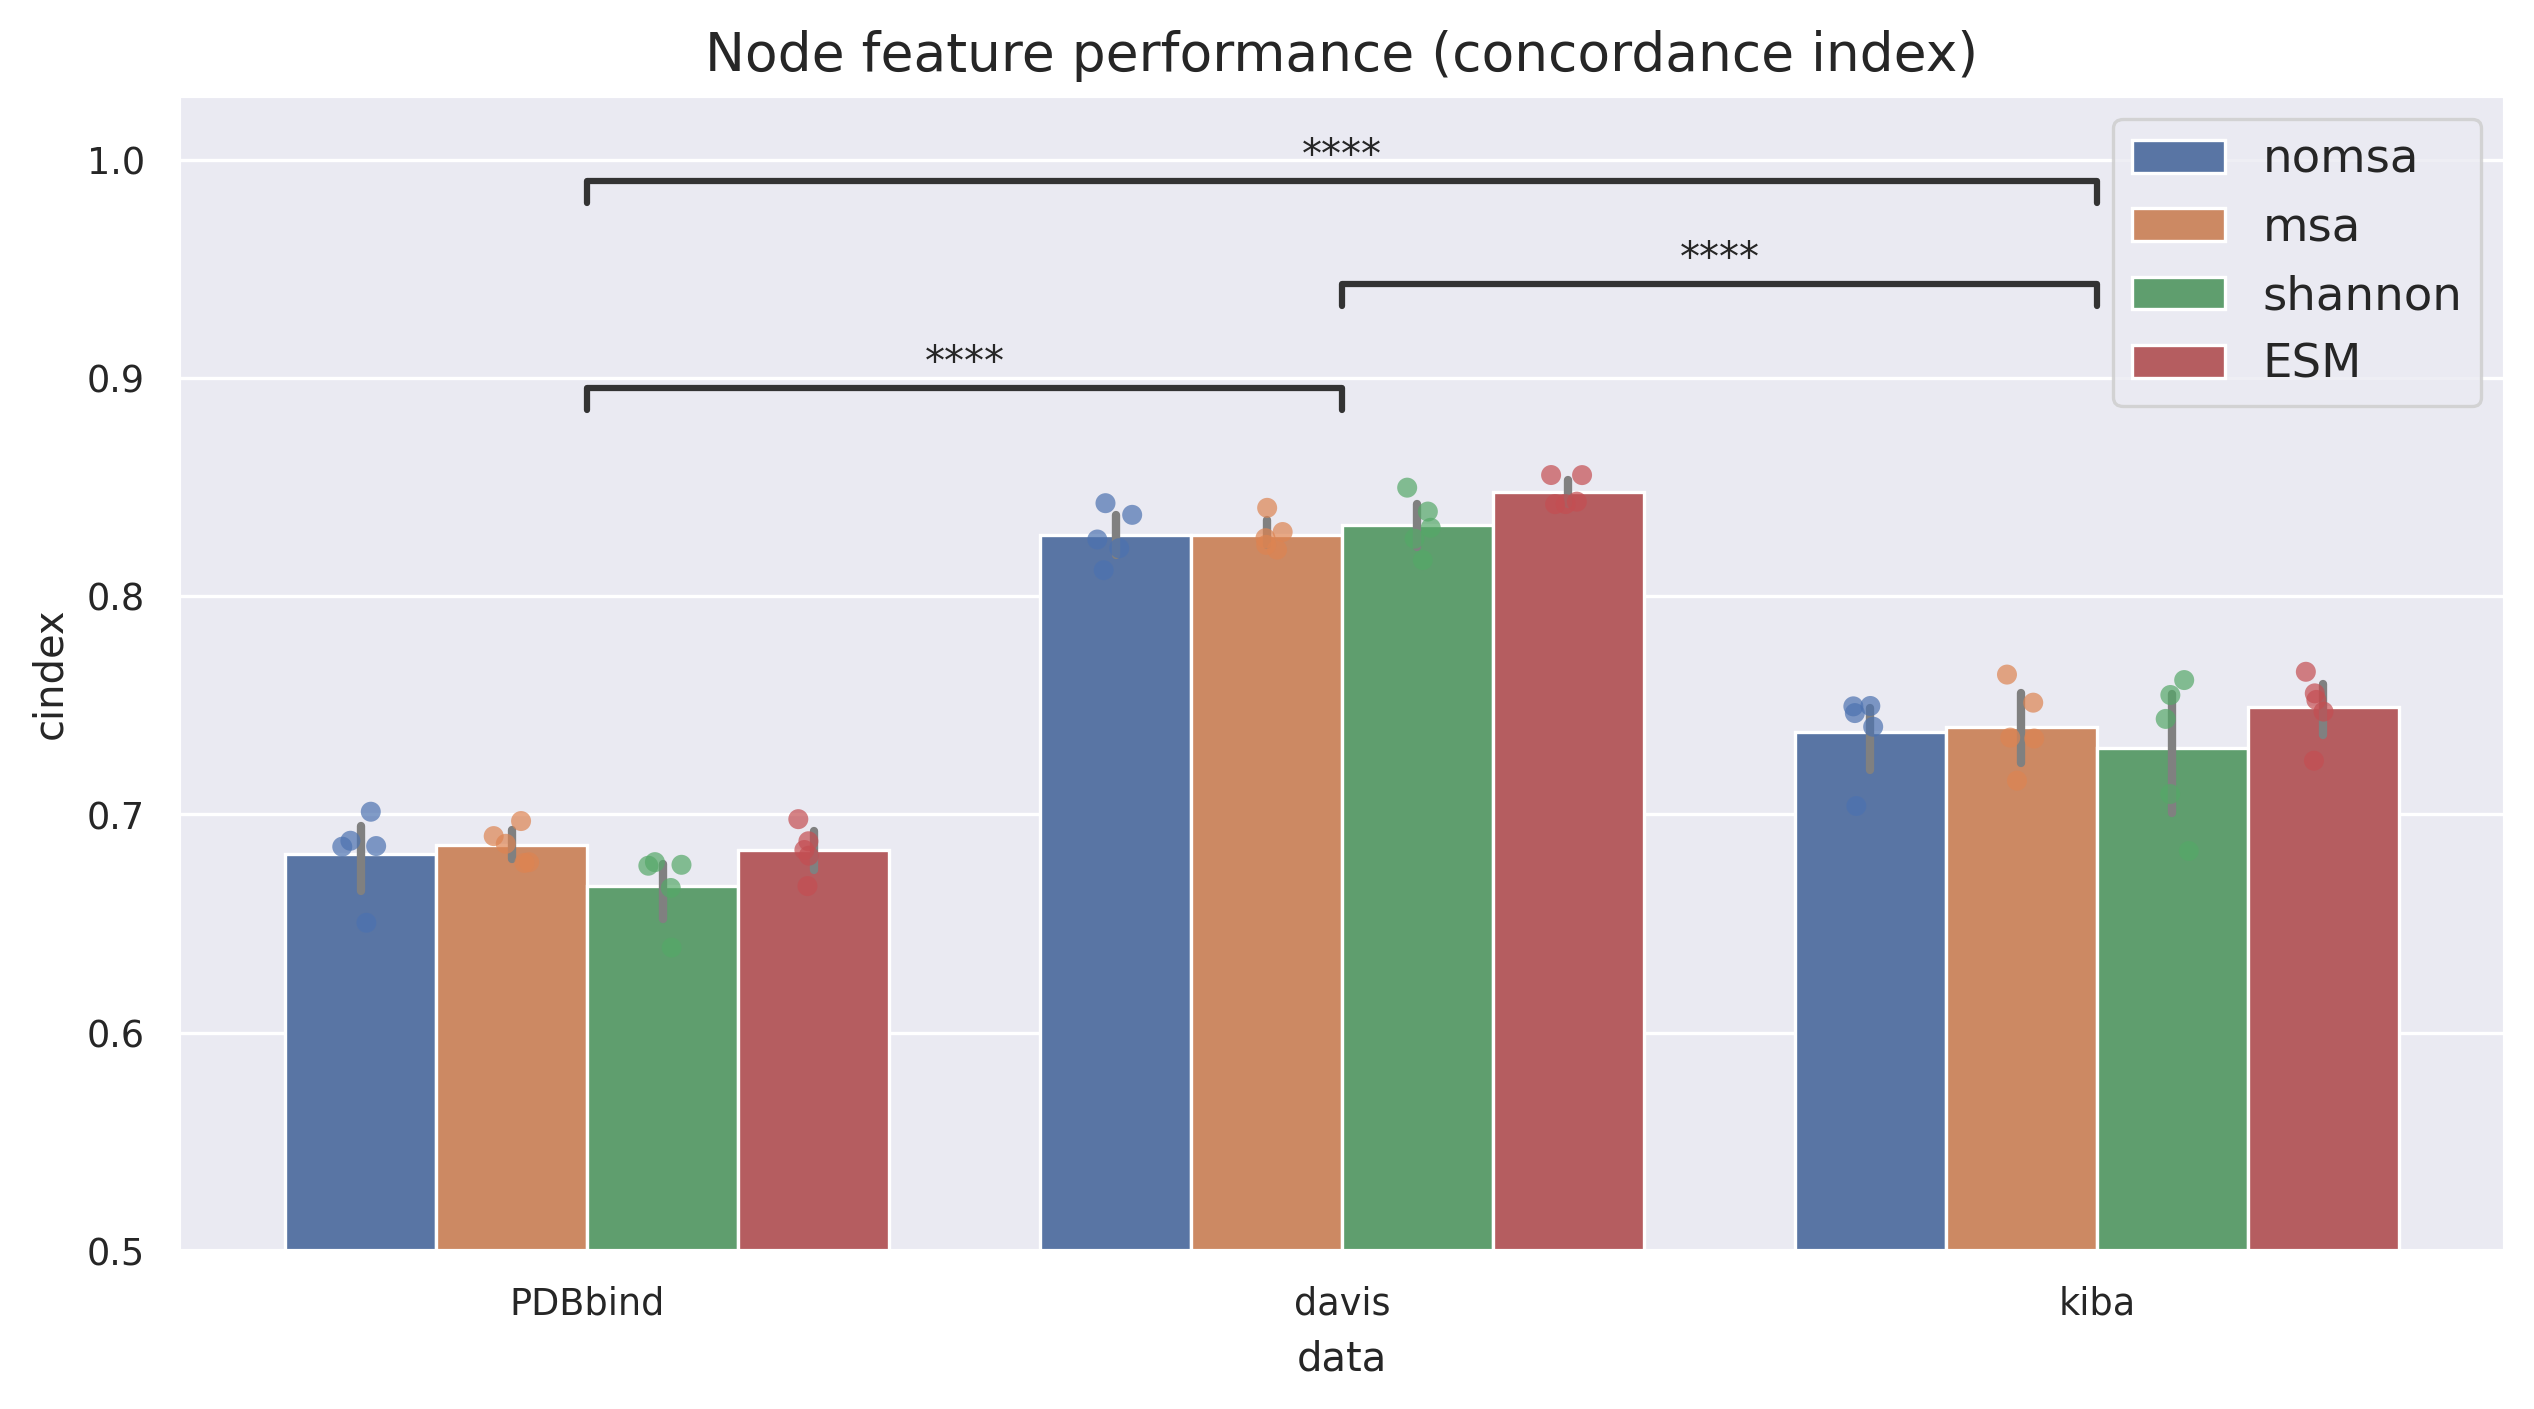 Node feature performance (concordance index)
1.0
0.9
0.8
0.7
0.6
0.5
cindex
****
****
****
nomsa
msa
shannon
ESM
PDBbind
davis
kiba
data